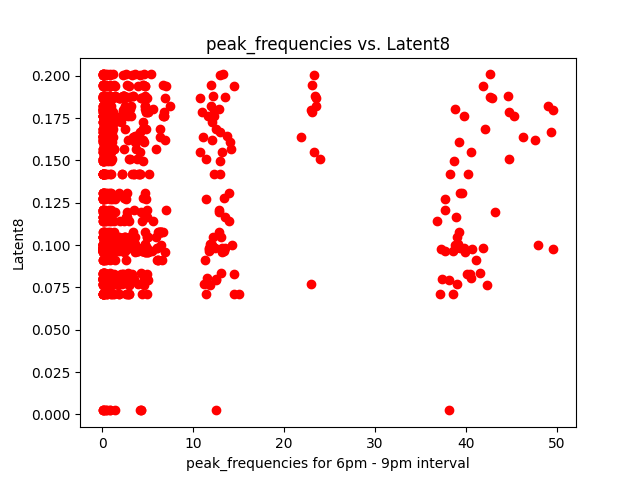 peak_frequencies vs. Latent8
0.200
0.175
0.150
0.125
0.100
0.075
0.050
0.025
0.000
Latent8
0 10 20 30 40 50
peak_frequencies for 6pm - 9pm interval